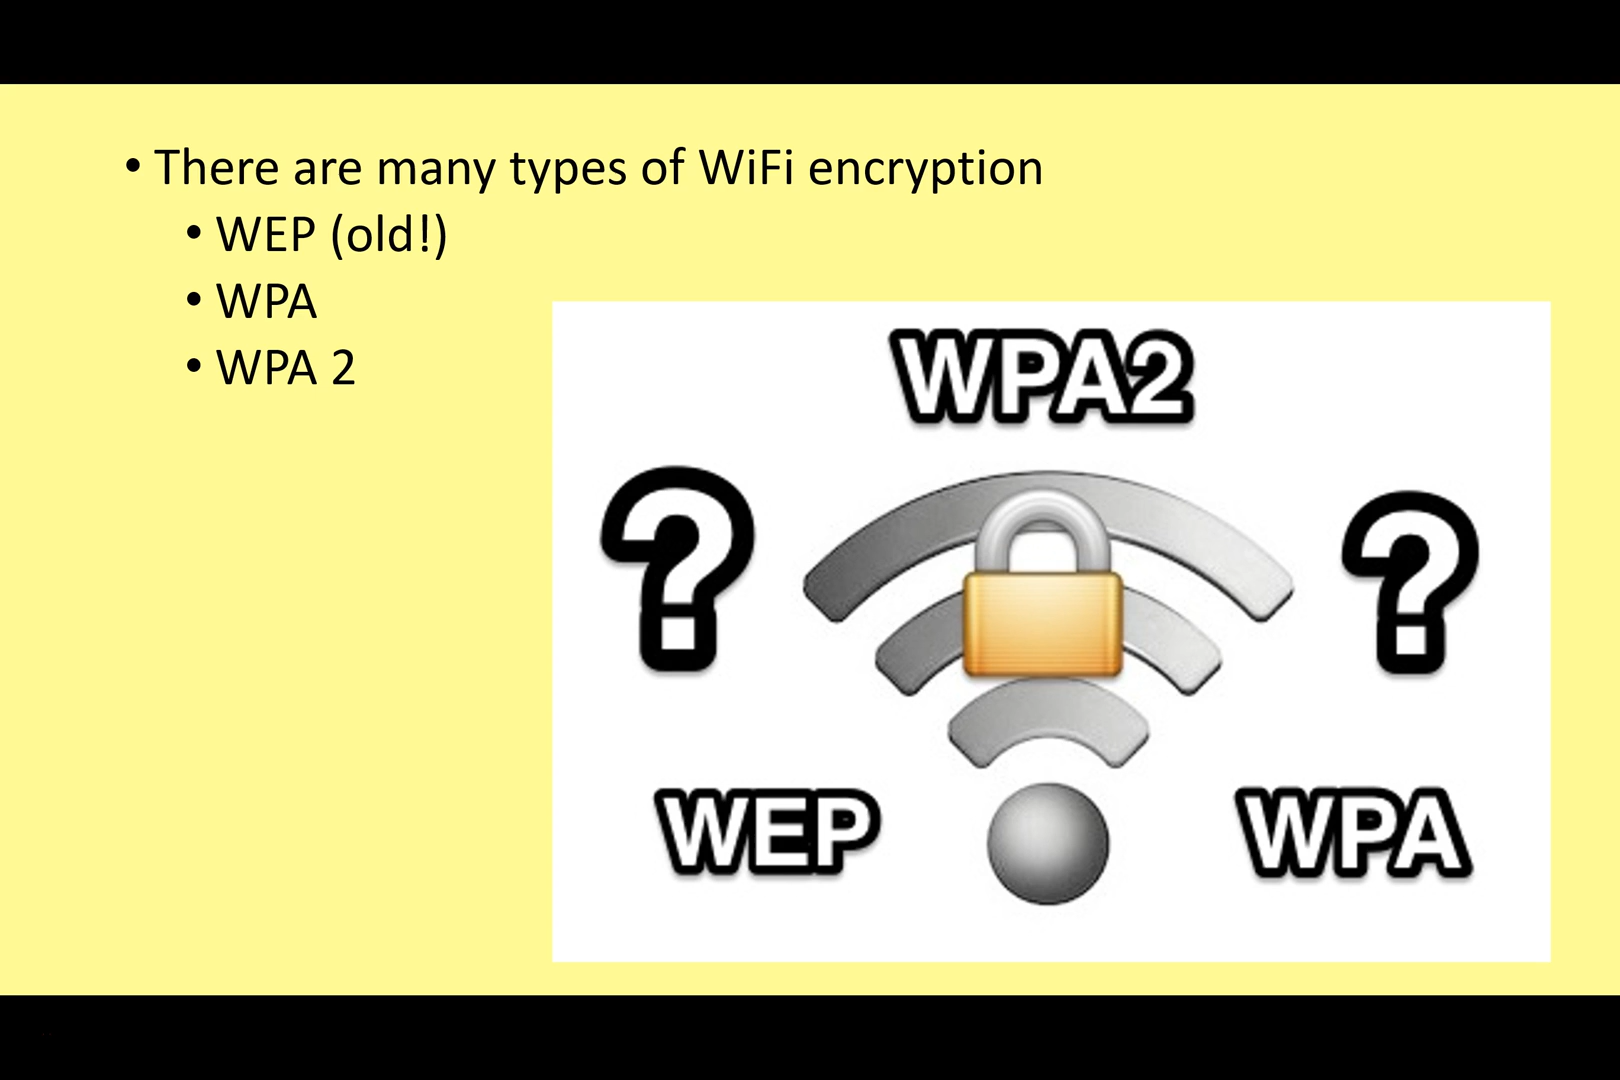 • There are many types of WiFi encryption
• WEP (old!)
• WPA
• WPA 2
WPA2
? ?
WEP WPA